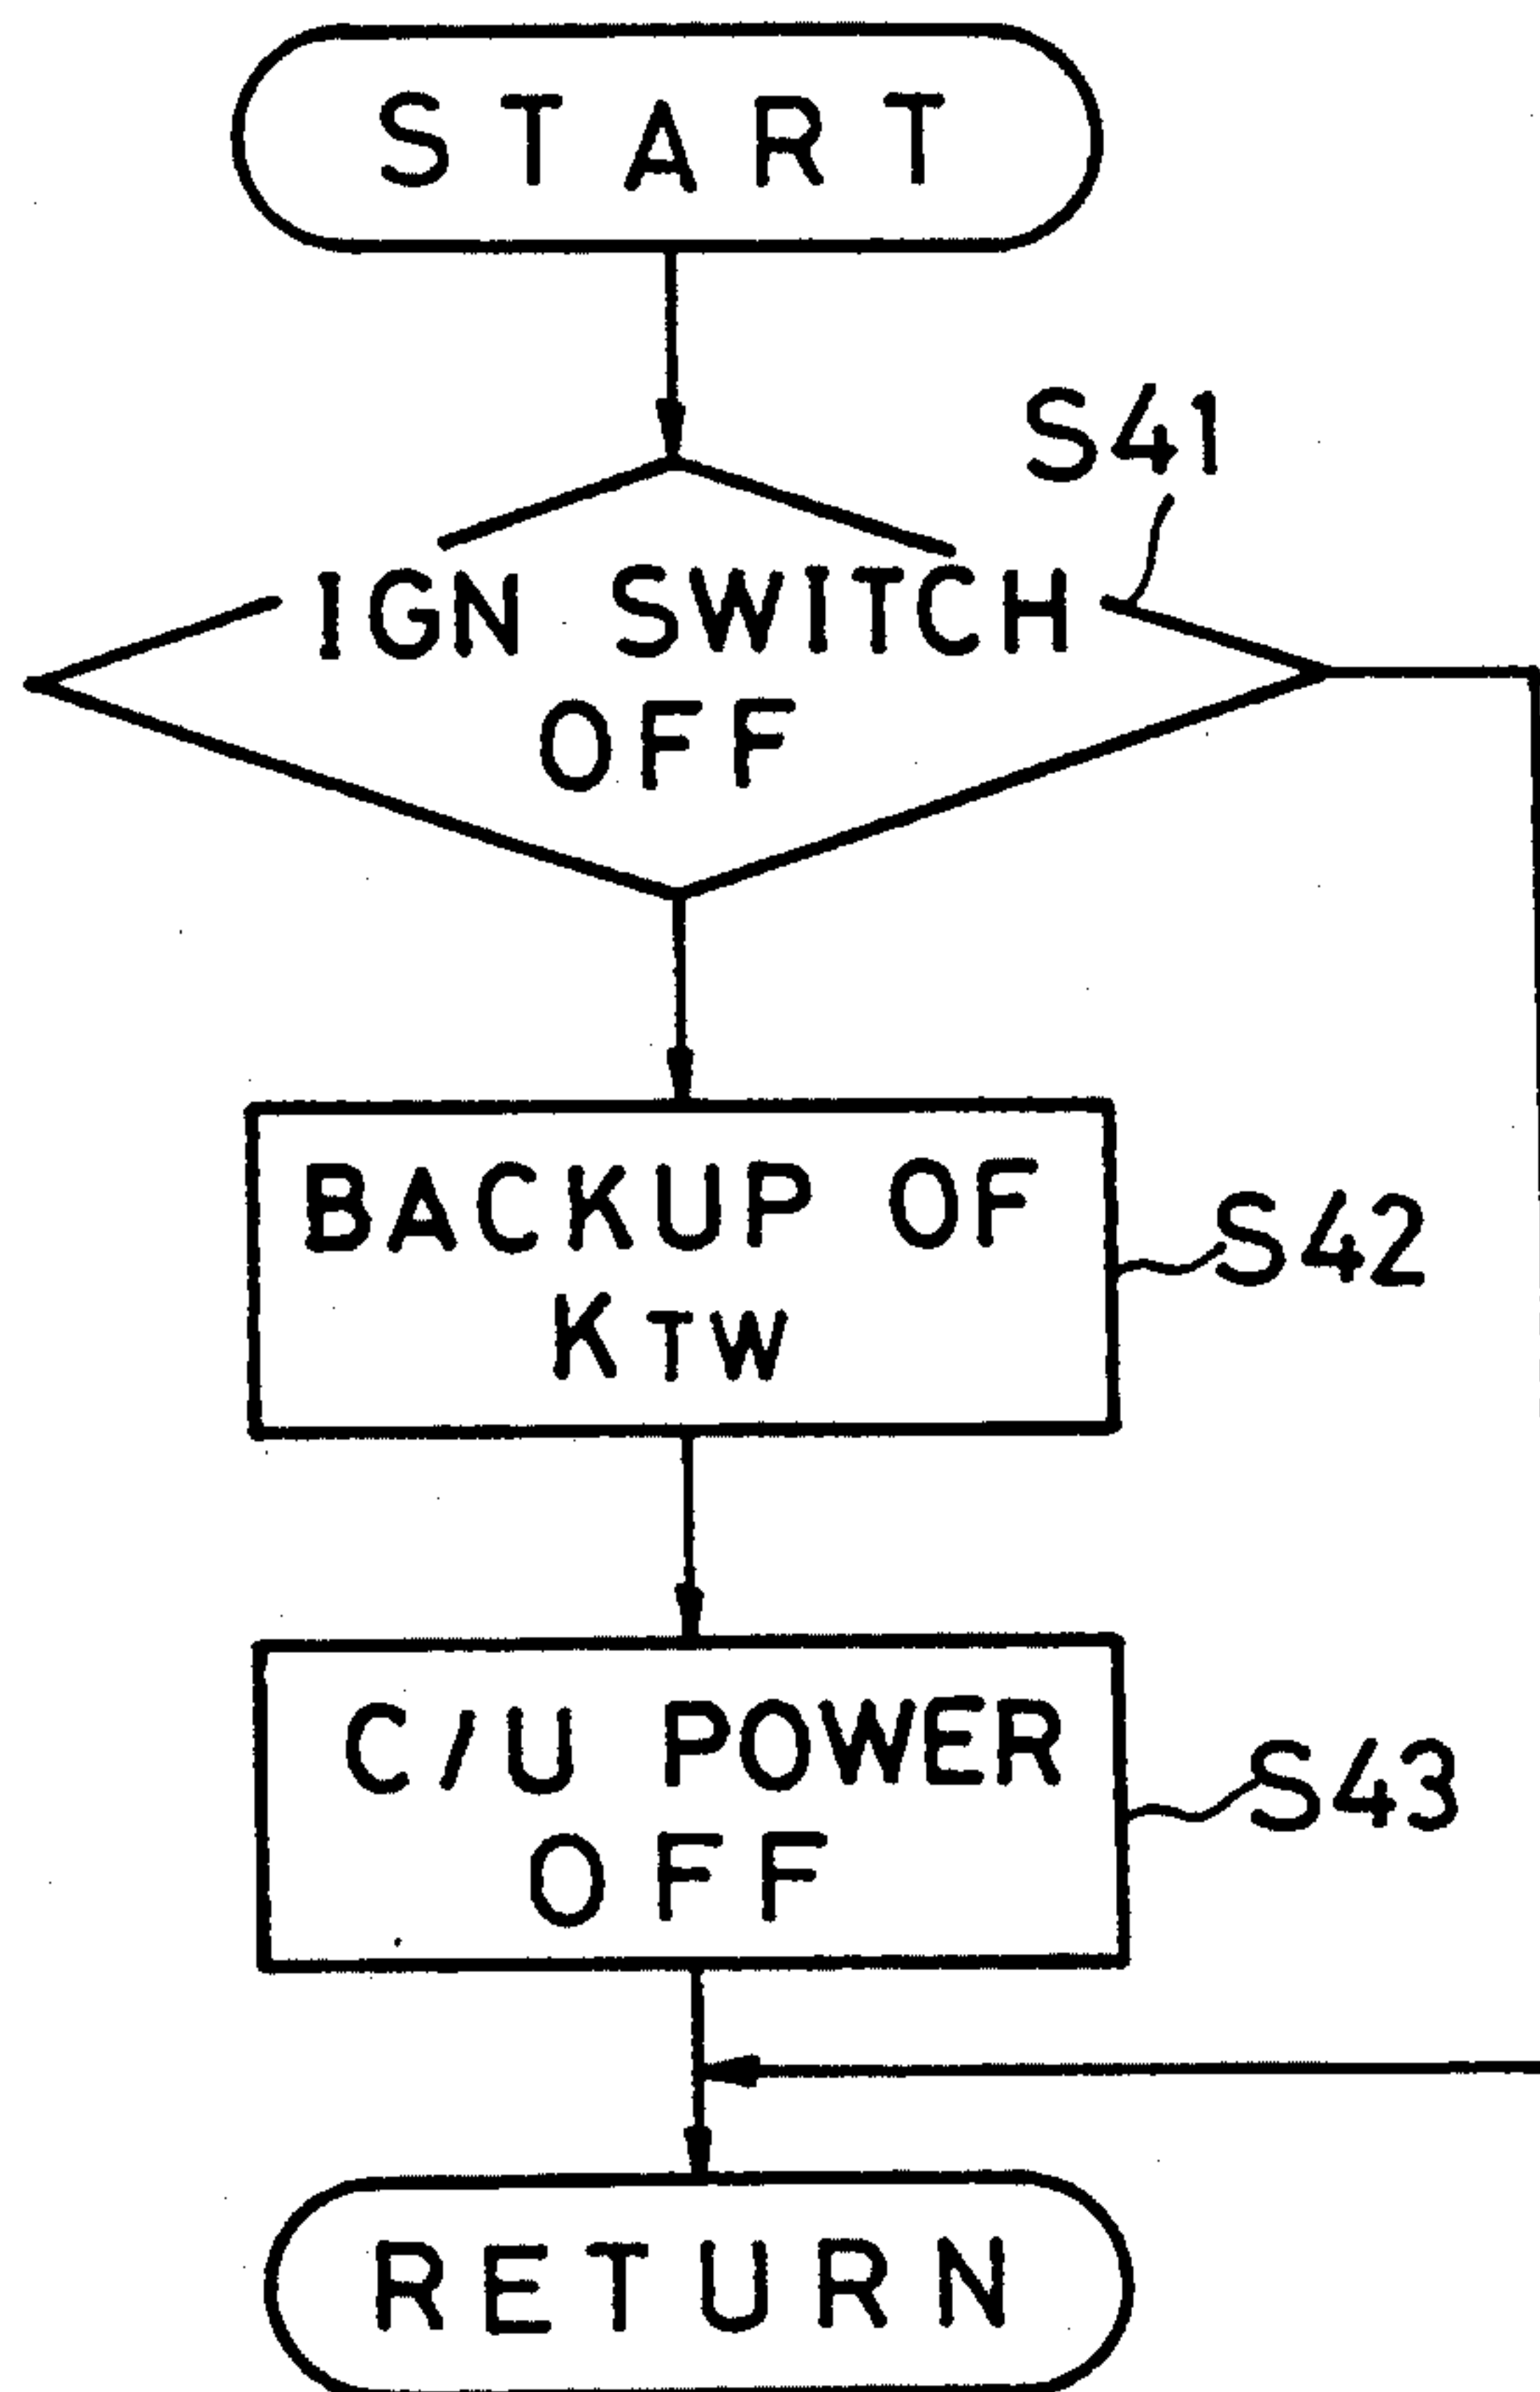 START
S41
IGN SWITCH
OFF
BACKUP OF
KTW
S42
C/U POWER
OFF
S43
RETURN